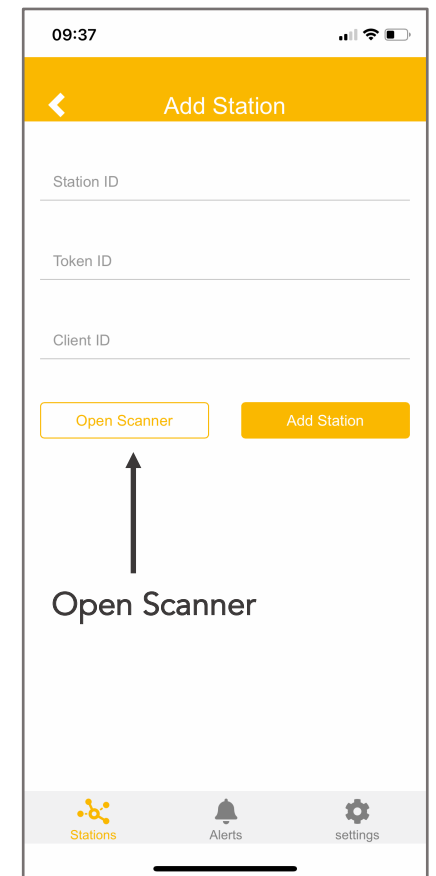 09:37
Add Station
Station ID
Token ID
Client ID
Open Scanner Add Station
Open Scanner
Stations Alerts settings